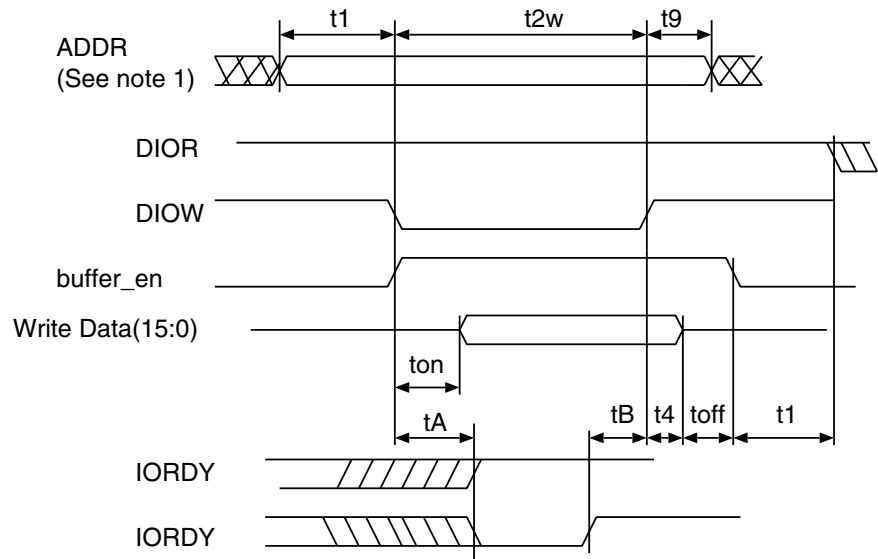 t1 t2w t9
ADDR
(See note 1)
DIOR
DIOW
buffer_en
Write Data(15:0)
ton
tA tB t4 toff t1
IORDY
IORDY